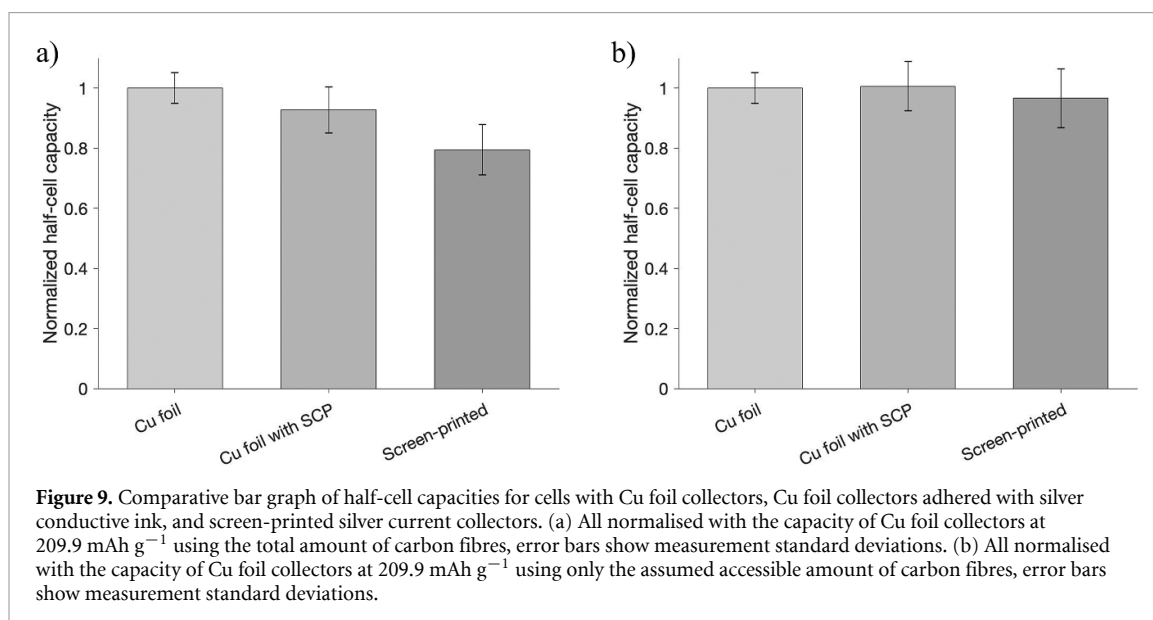 a)
Normalized half-cell capacity
1
0.8
0.6
0.4
0.2
0
Cu foil
Cu foil with SCP
Screen-printed
b)
Normalized half-cell capacity
1
0.8
0.6
0.4
0.2
0
Cu foil
Cu foil with SCP
Screen-printed
Figure 9. Comparative bar graph of half-cell capacities for cells with Cu foil collectors, Cu foil collectors adhered with silver
conductive ink, and screen-printed silver current collectors. (a) All normalised with the capacity of Cu foil collectors at
209.9 mAh g⁻¹ using the total amount of carbon fibres, error bars show measurement standard deviations. (b) All normalised
with the capacity of Cu foil collectors at 209.9 mAh g⁻¹ using only the assumed accessible amount of carbon fibres, error bars
show measurement standard deviations.